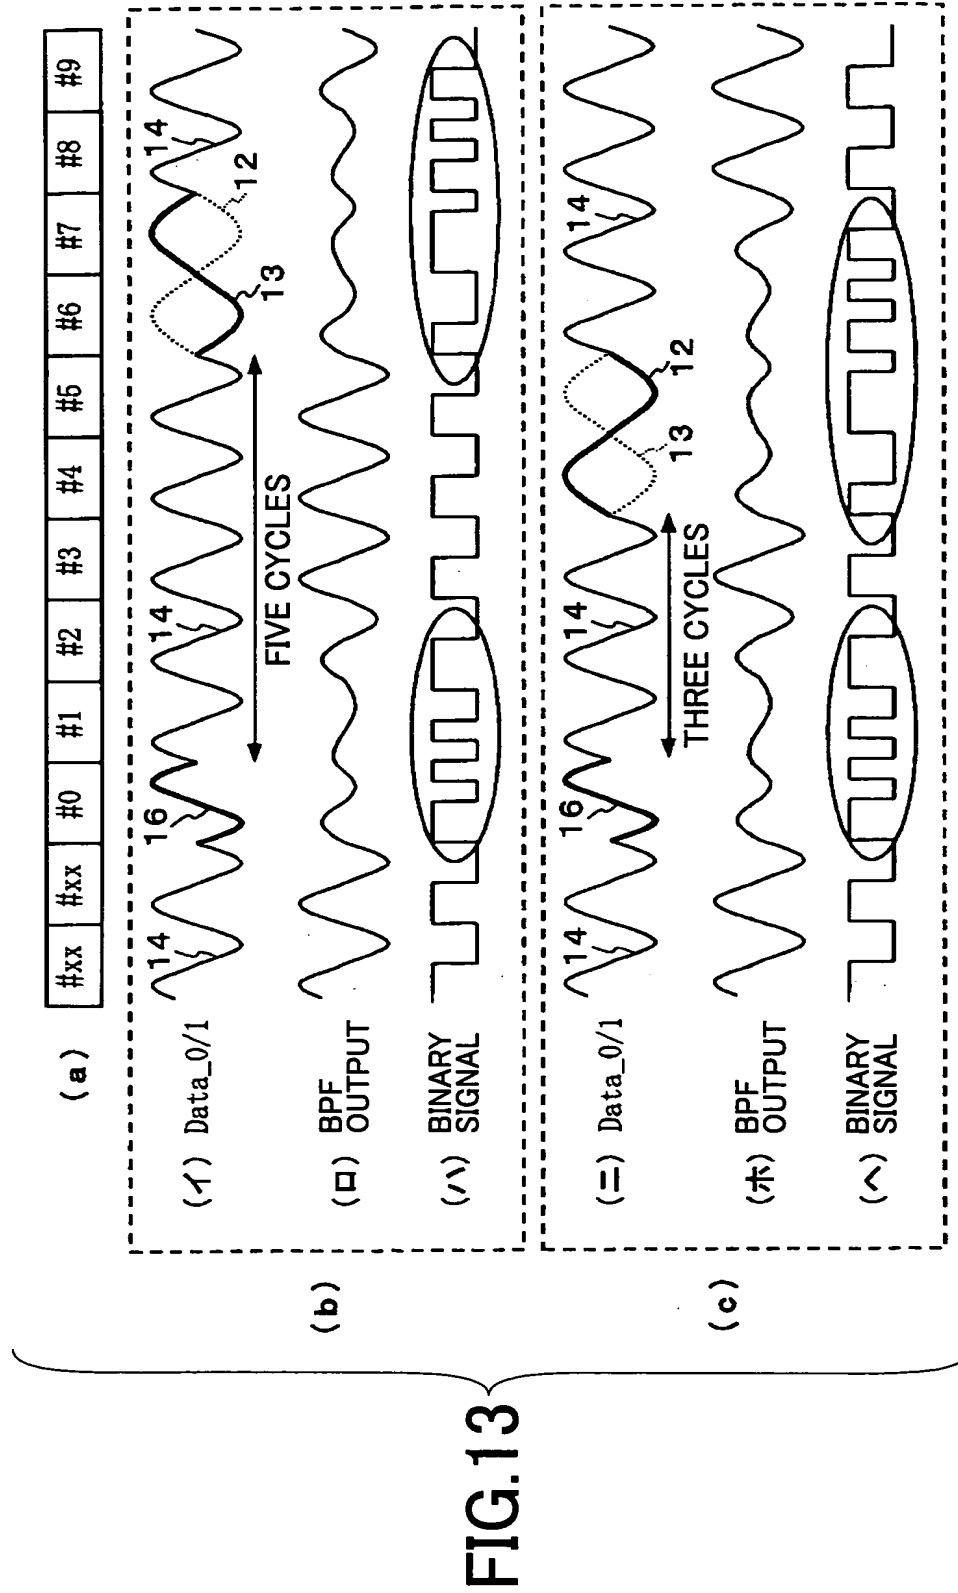 FIG.13
(a)
#xx #xx #0 #1 #2 #3 #4 #5 #6 #7 #8 #9
(b)
(イ) Data_0/1
14 16 14 13 12 14
FIVE CYCLES
(ロ) BPF
OUTPUT
(ハ) BINARY
SIGNAL
(c)
(ニ) Data_0/1
14 16 14 13 12 14
THREE CYCLES
(ホ) BPF
OUTPUT
(ヘ) BINARY
SIGNAL